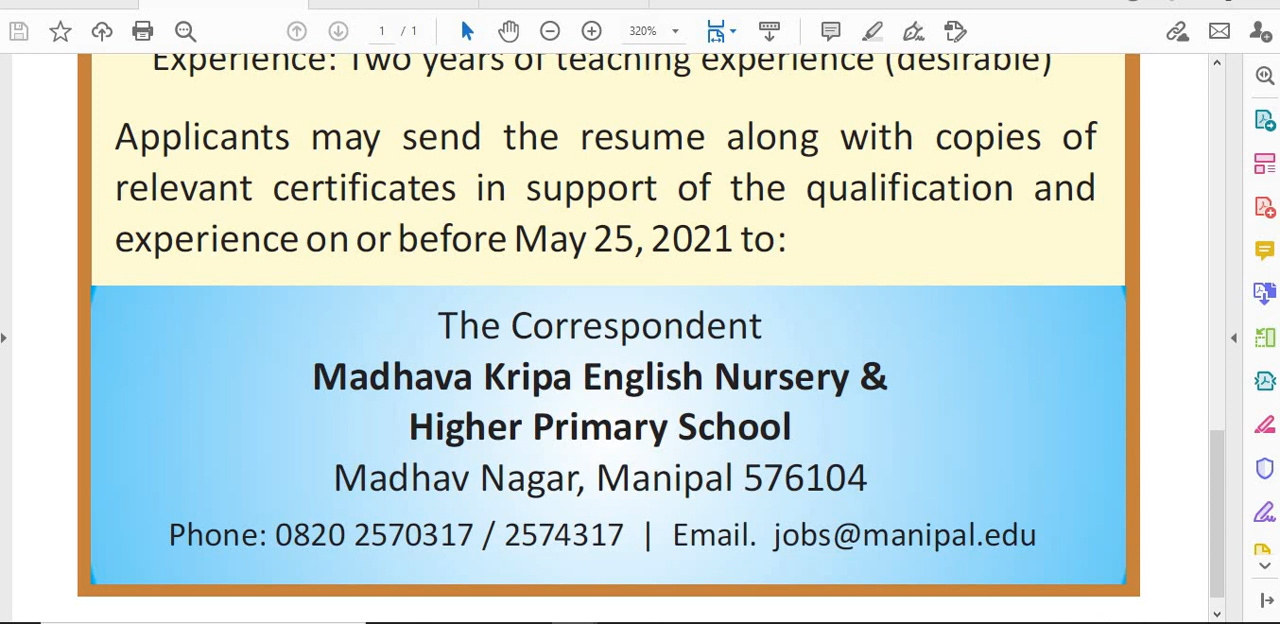 1 / 1
320%
Experience: Two years of teaching experience (desirable)
Applicants may send the resume along with copies of
relevant certificates in support of the qualification and
experience on or before May 25, 2021 to:
The Correspondent
Madhava Kripa English Nursery &
Higher Primary School
Madhav Nagar, Manipal 576104
Phone: 0820 2570317 / 2574317 | Email. jobs@manipal.edu